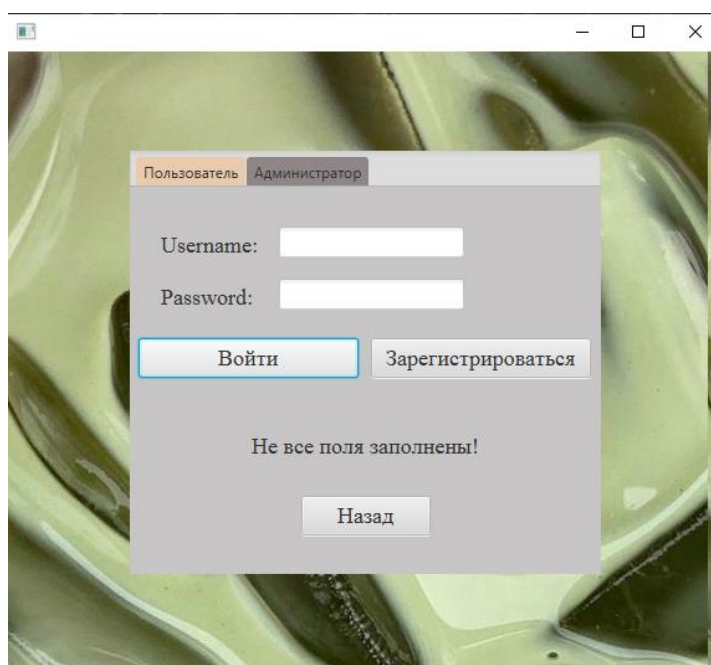 Пользователь Администратор
Username:
Password:
Войти Зарегистрироваться
Не все поля заполнены!
Назад